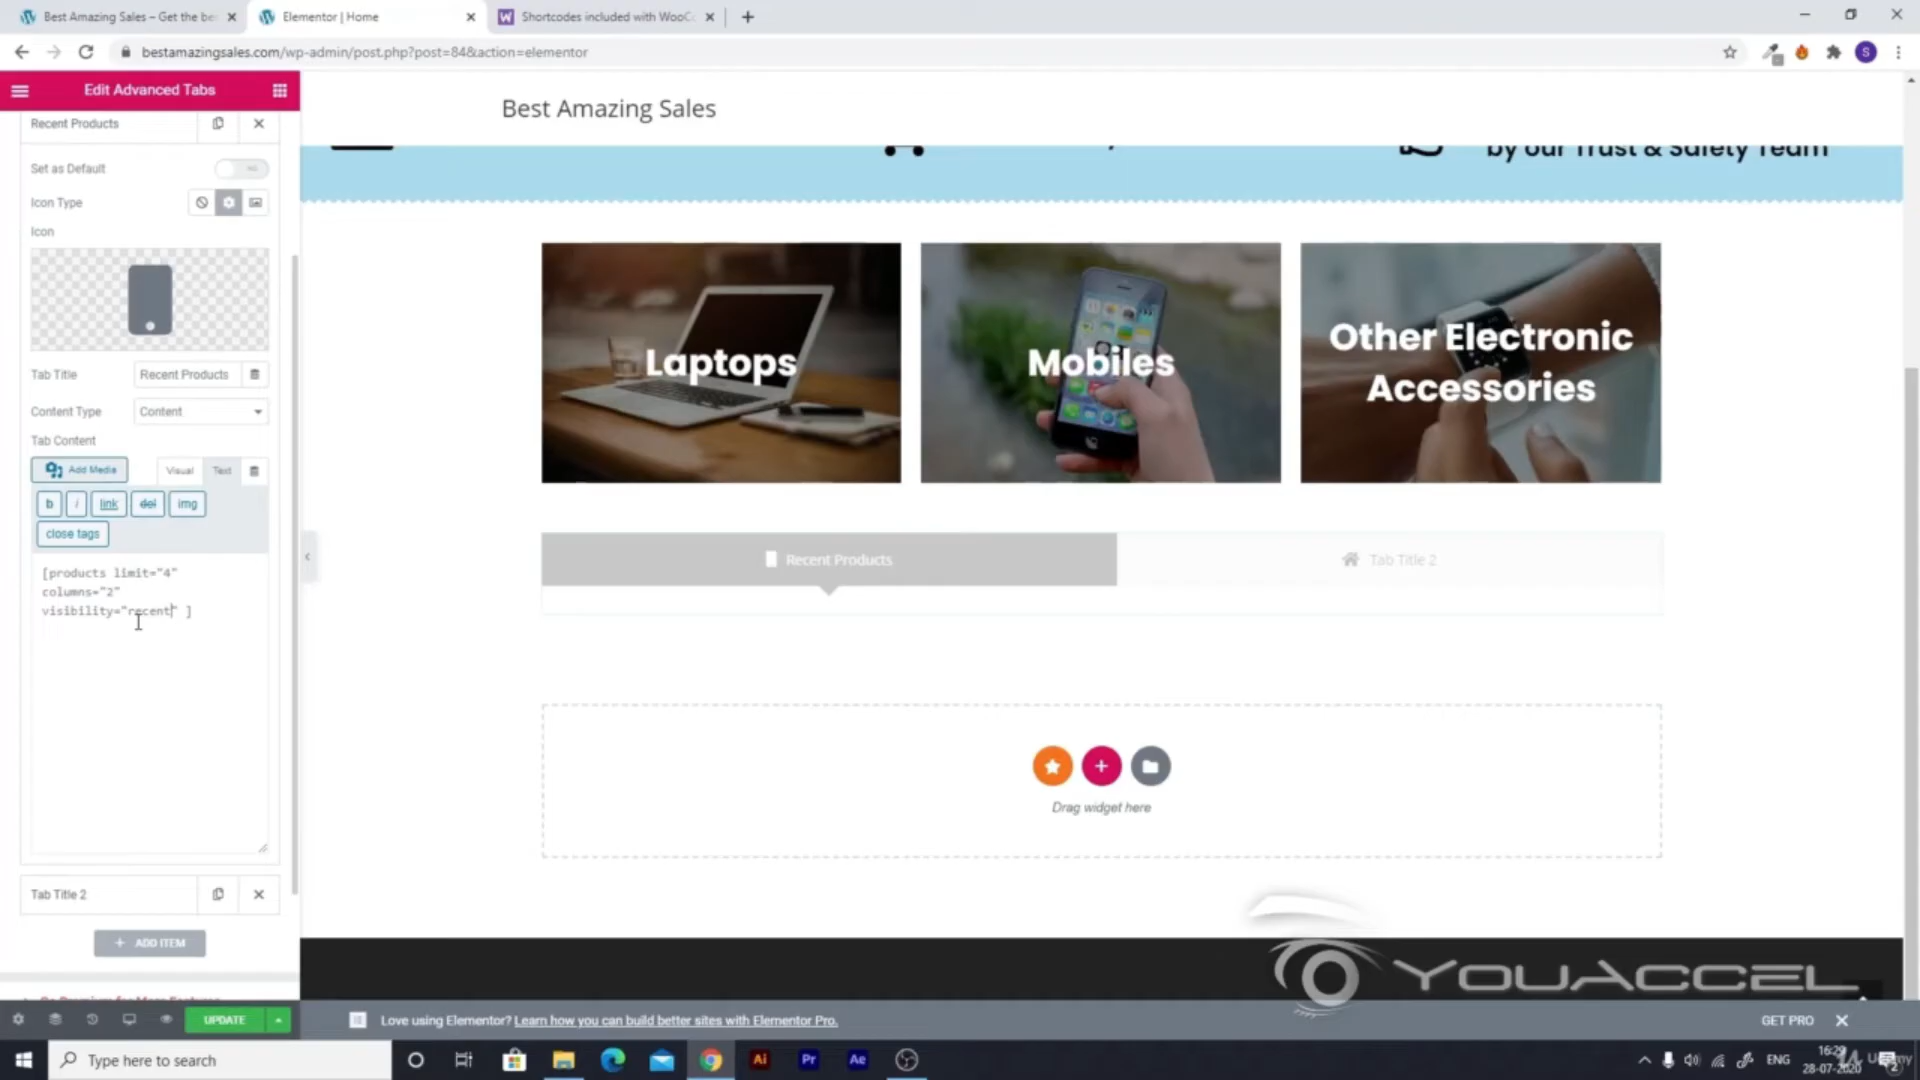 Best Amazing Sales – Get the be
Elementor | Home
Shortcodes included with WooCo
bestamazingsales.com/wp-admin/post.php?post=84&action=elementor
S
Edit Advanced Tabs
Recent Products
Set as Default
NO
Icon Type
Icon
Tab Title
Recent Products
Content Type
Content
Tab Content
Add Media
Visual
Text
b
i
link
del
img
close tags
[products limit="4"
columns="2"
visibility="recent" ]
Tab Title 2
+ ADD ITEM
UPDATE
Best Amazing Sales
by our Trust & Safety Team
Laptops
Mobiles
Other Electronic
Accessories
Recent Products
Tab Title 2
Drag widget here
YOUACCEL
Love using Elementor? Learn how you can build better sites with Elementor Pro.
GET PRO
Type here to search
Ai
Pr
Ae
ENG
28-07-2020